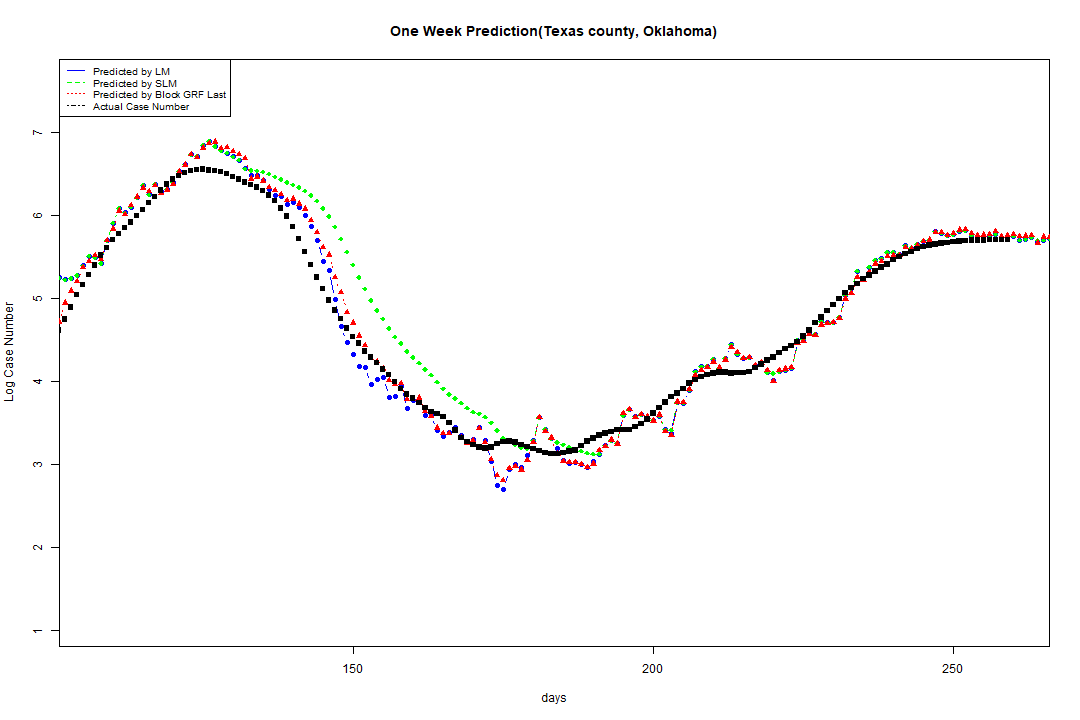 One Week Prediction(Texas county, Oklahoma)
Predicted by LM
Predicted by SLM
Predicted by Block GRF Last
Actual Case Number
7
6
5
4
3
2
1
Log Case Number
150 200 250
days